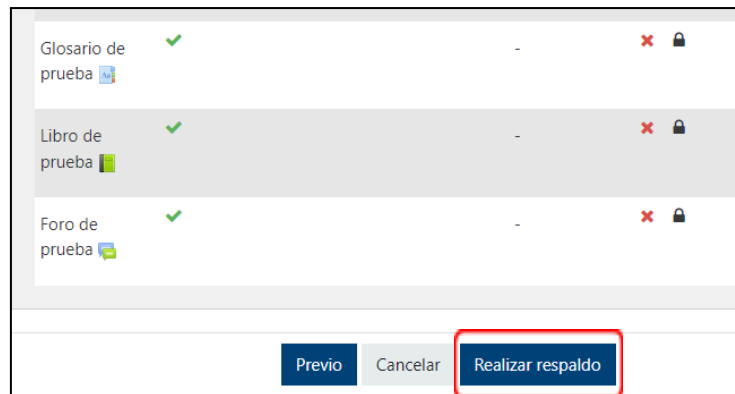 Glosario de
prueba
-
Libro de
prueba
-
Foro de
prueba
-
Previo Cancelar Realizar respaldo